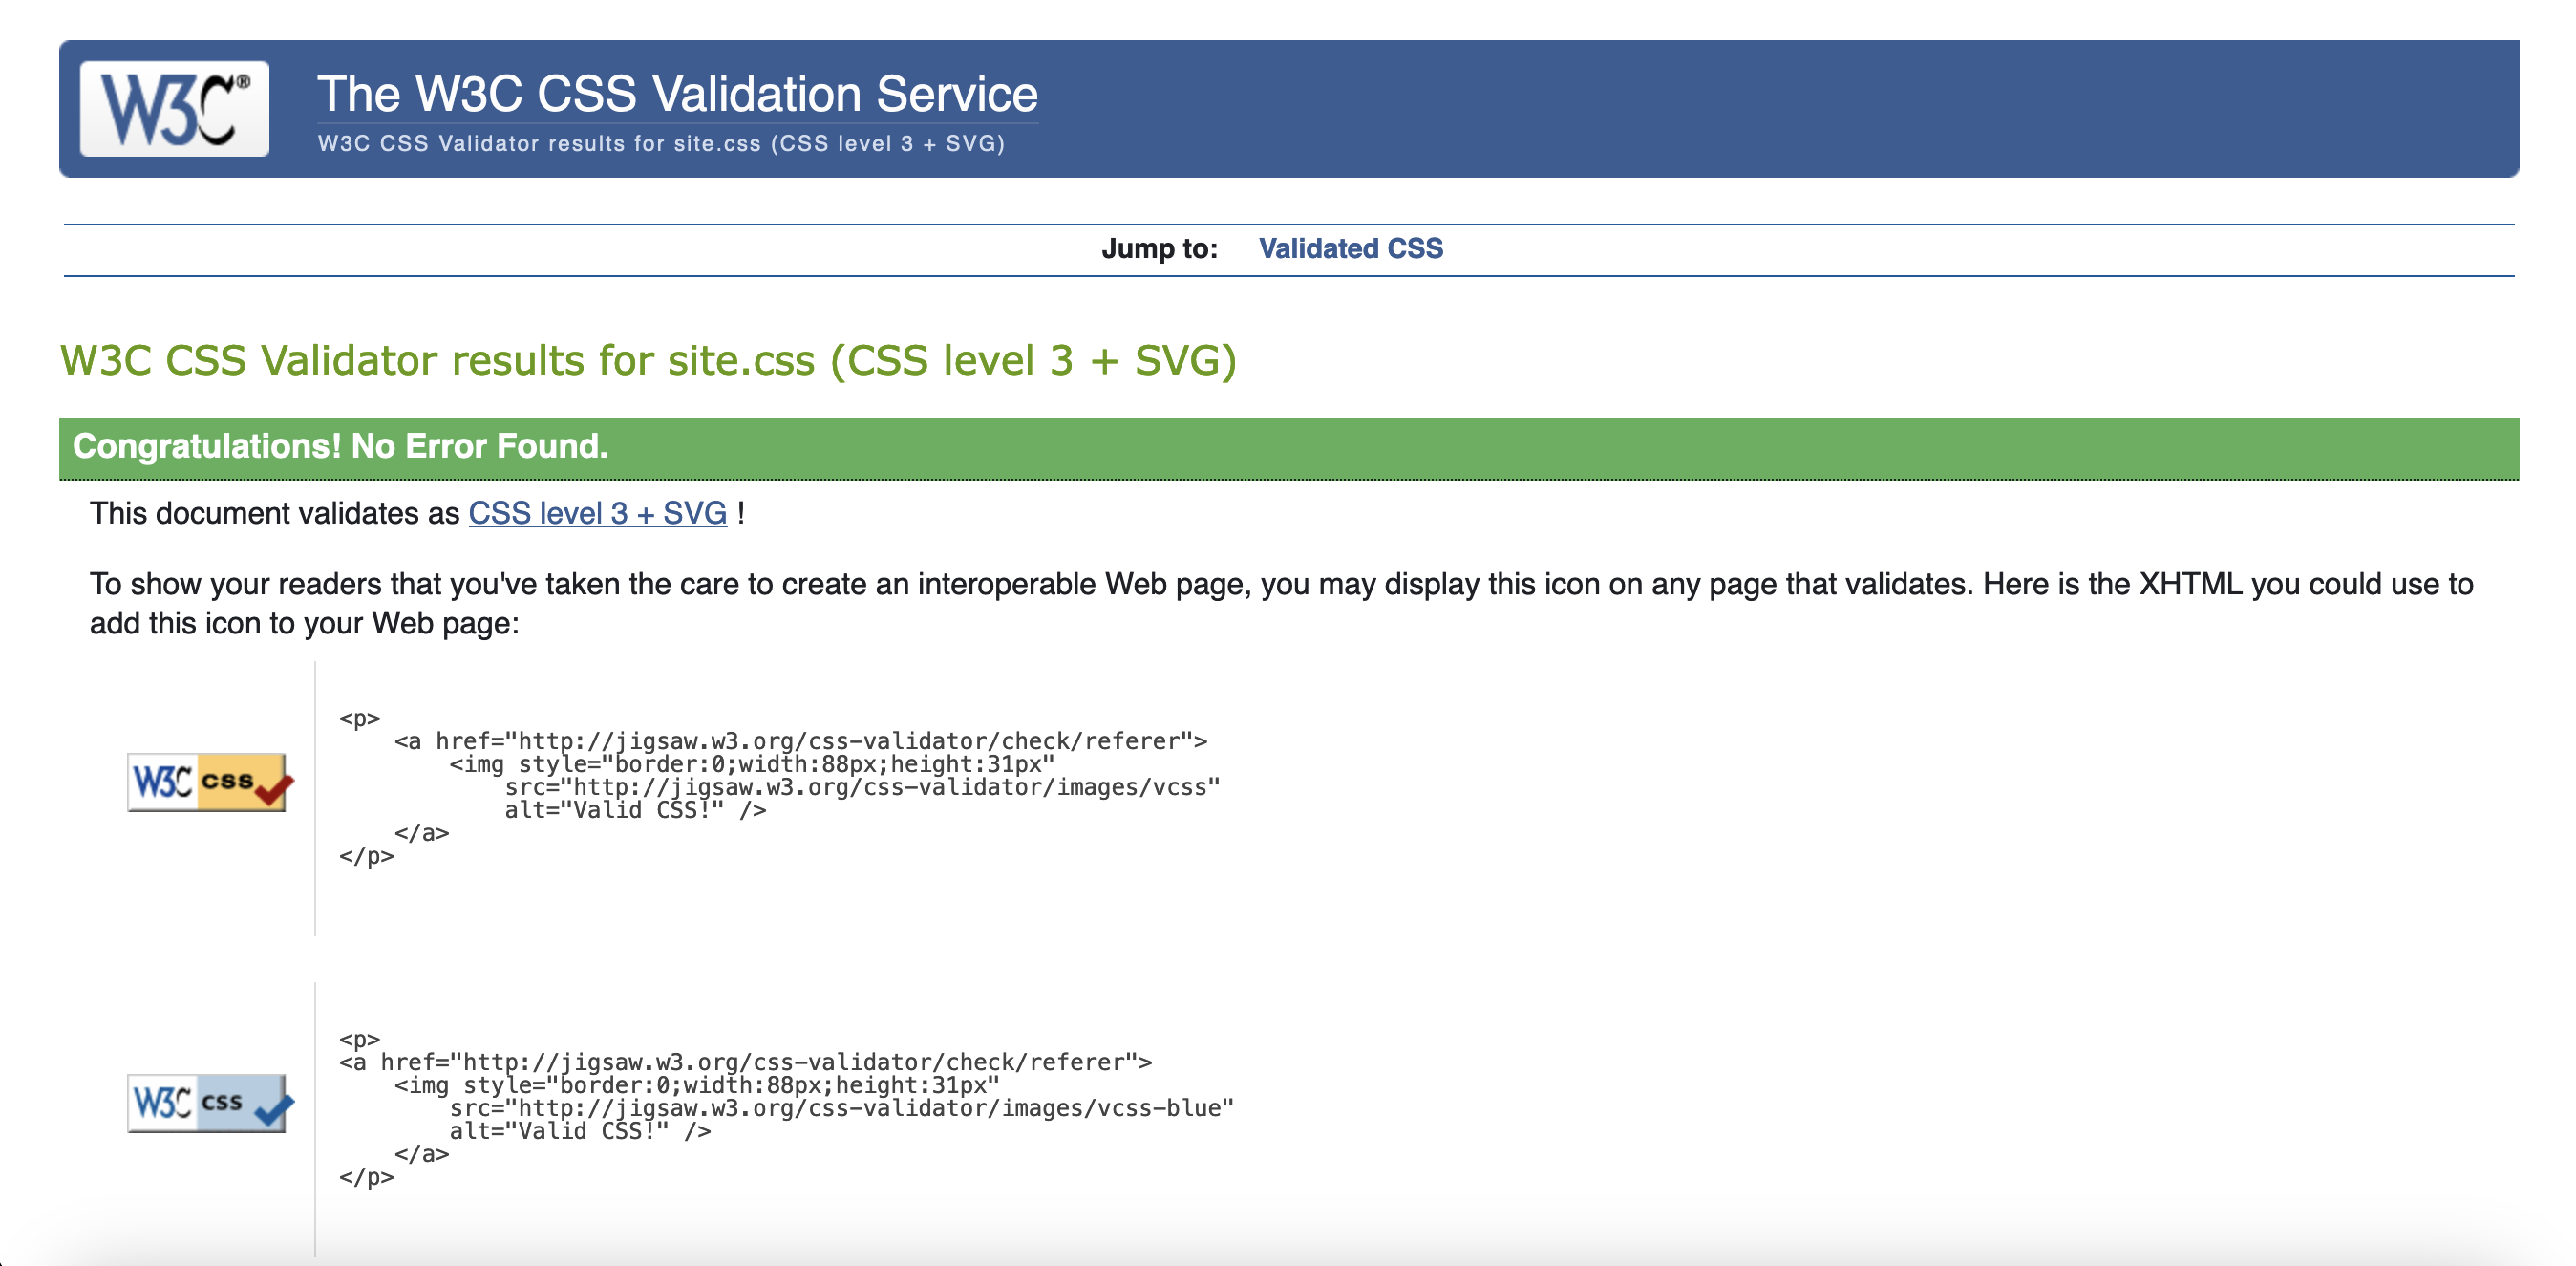 W3C®
The W3C CSS Validation Service
W3C CSS Validator results for site.css (CSS level 3 + SVG)
Jump to: Validated CSS
W3C CSS Validator results for site.css (CSS level 3 + SVG)
Congratulations! No Error Found.
This document validates as CSS level 3 + SVG !
To show your readers that you've taken the care to create an interoperable Web page, you may display this icon on any page that validates. Here is the XHTML you could use to
add this icon to your Web page:
W3C css
<p>
    <a href="http://jigsaw.w3.org/css-validator/check/referer">
        <img style="border:0;width:88px;height:31px"
            src="http://jigsaw.w3.org/css-validator/images/vcss"
            alt="Valid CSS!" />
    </a>
</p>
W3C css
<p>
<a href="http://jigsaw.w3.org/css-validator/check/referer">
    <img style="border:0;width:88px;height:31px"
        src="http://jigsaw.w3.org/css-validator/images/vcss-blue"
        alt="Valid CSS!" />
    </a>
</p>